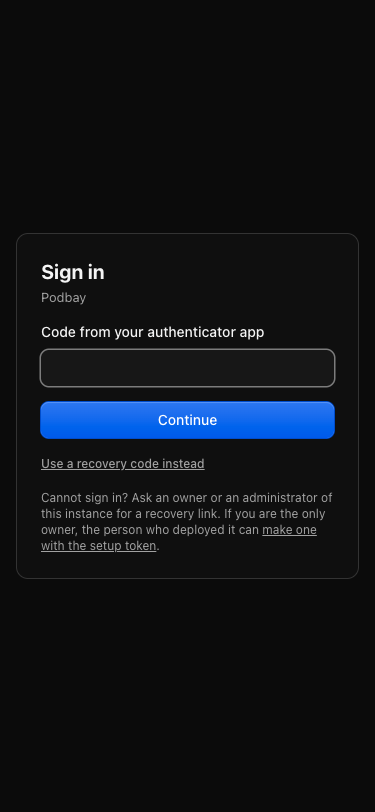 Sign in
Podbay
Code from your authenticator app
Continue
Use a recovery code instead
Cannot sign in? Ask an owner or an administrator of
this instance for a recovery link. If you are the only
owner, the person who deployed it can make one
with the setup token.